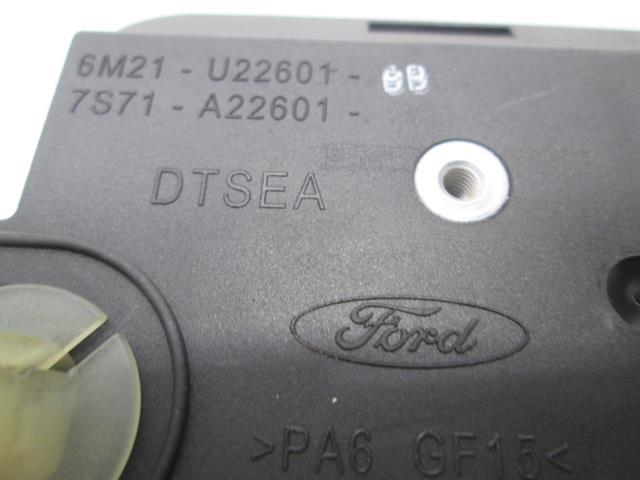 6M21 - U22601 - BB
7S71 - A22601 -
DTSEA
Ford
>PA6 GF15<